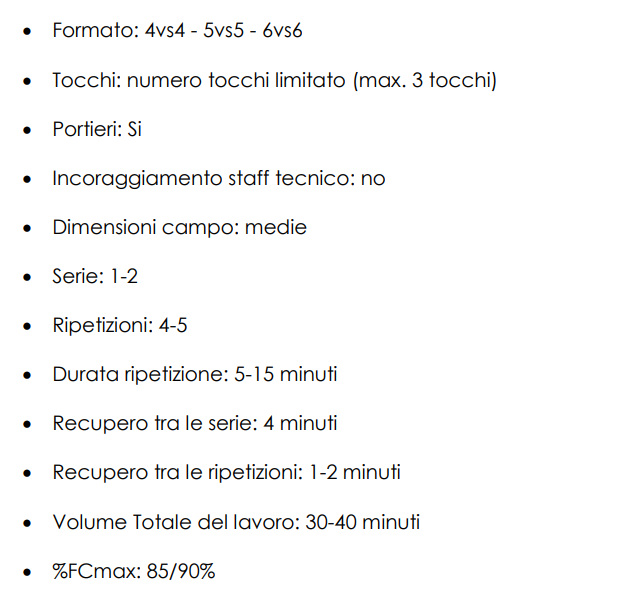 • Formato: 4vs4 - 5vs5 - 6vs6
• Tocchi: numero tocchi limitato (max. 3 tocchi)
• Portieri: Si
• Incoraggiamento staff tecnico: no
• Dimensioni campo: medie
• Serie: 1-2
• Ripetizioni: 4-5
• Durata ripetizione: 5-15 minuti
• Recupero tra le serie: 4 minuti
• Recupero tra le ripetizioni: 1-2 minuti
• Volume Totale del lavoro: 30-40 minuti
• %FCmax: 85/90%